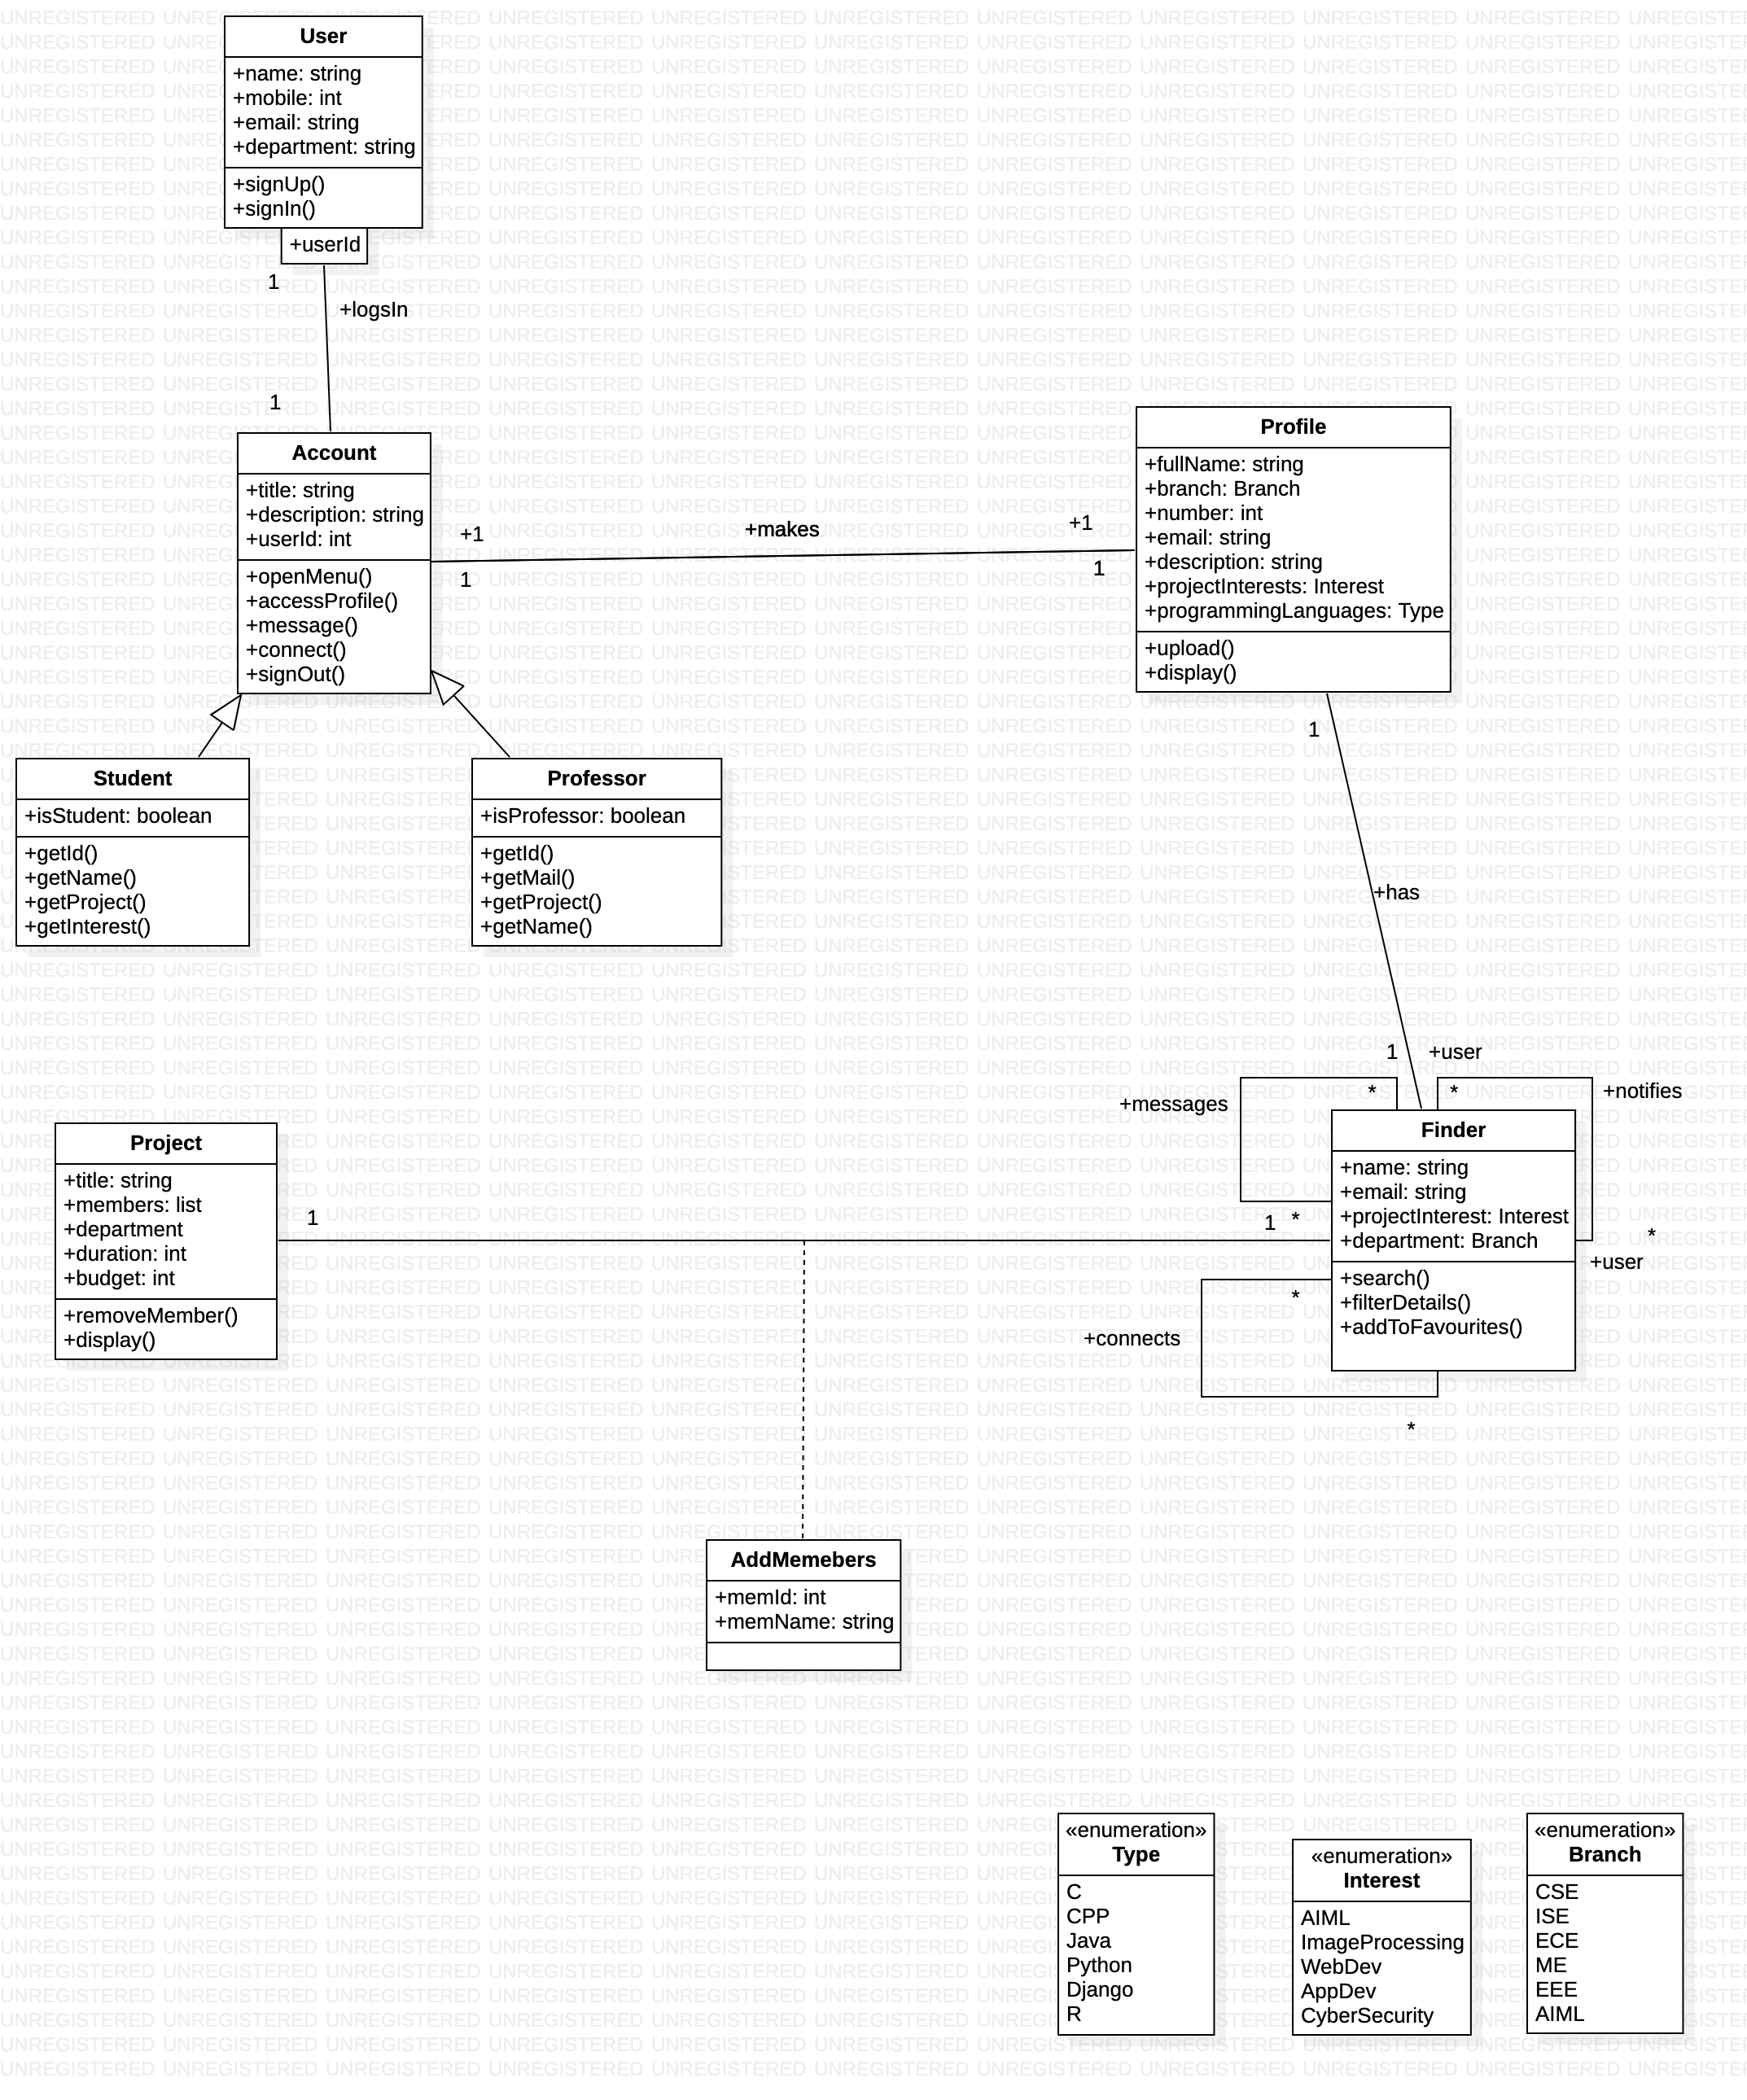 User
+name: string
+mobile: int
+email: string
+department: string
+signUp()
+signIn()
+userId
1
+logsIn
1
Account
+title: string
+description: string
+userId: int
+openMenu()
+accessProfile()
+message()
+connect()
+signOut()
+1
1
+makes
+1
1
Profile
+fullName: string
+branch: Branch
+number: int
+email: string
+description: string
+projectInterests: Interest
+programmingLanguages: Type
+upload()
+display()
Student
+isStudent: boolean
+getId()
+getName()
+getProject()
+getInterest()
Professor
+isProfessor: boolean
+getId()
+getMail()
+getProject()
+getName()
1
+has
1
+user
*
*
+messages
+notifies
Finder
+name: string
+email: string
+projectInterest: Interest
+department: Branch
+search()
+filterDetails()
+addToFavourites()
*
+user
1
*
*
+connects
*
Project
+title: string
+members: list
+department
+duration: int
+budget: int
+removeMember()
+display()
1
AddMemebers
+memId: int
+memName: string
«enumeration»
Type
C
CPP
Java
Python
Django
R
«enumeration»
Interest
AIML
ImageProcessing
WebDev
AppDev
CyberSecurity
«enumeration»
Branch
CSE
ISE
ECE
ME
EEE
AIML
UNREGISTERED